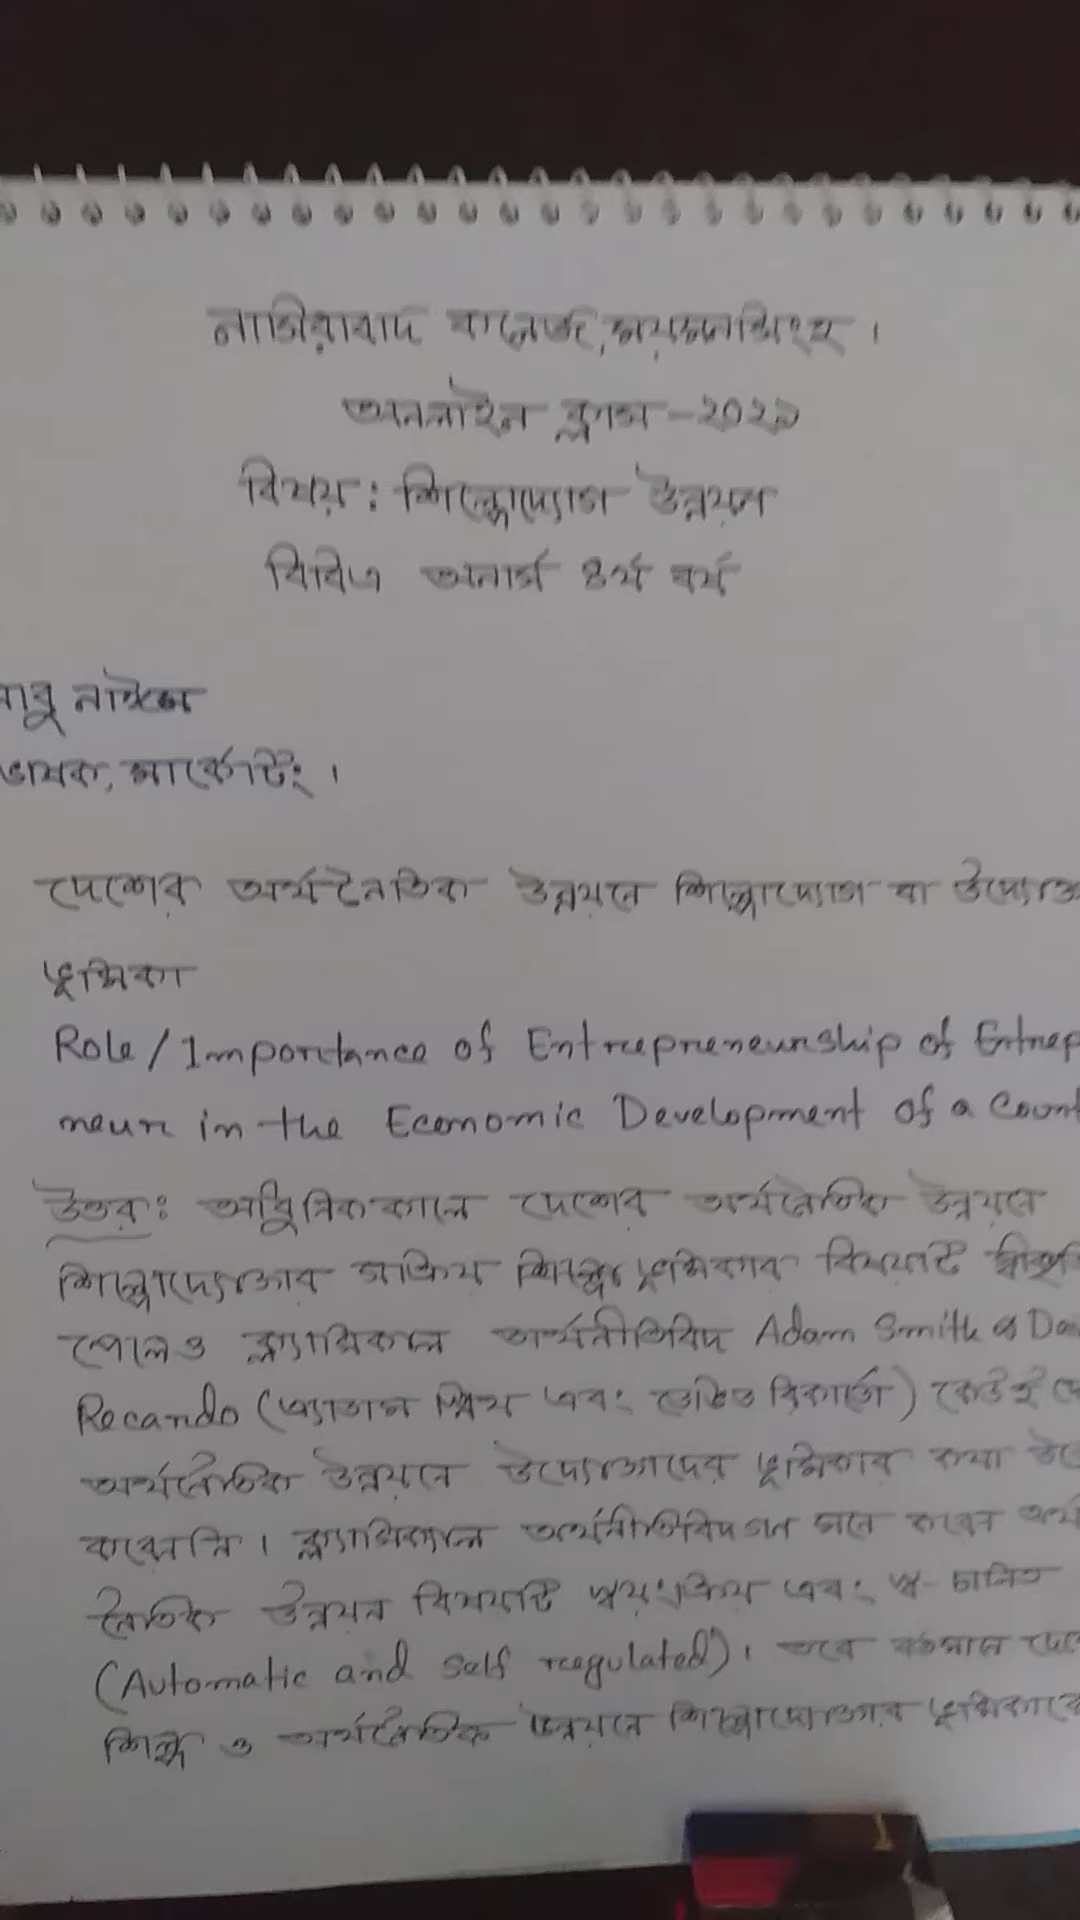 নাসিরাবাদ কলেজ, ময়মনসিংহ।
অনলাইন ক্লাস -২০২১
বিষয় : শিল্পোদ্যোগ উন্নয়ন
বিবিএ অনার্স ৪র্থ বর্ষ
নাইম
মার্কেটিং।
দেশের অর্থনৈতিক উন্নয়নে শিল্পোদ্যোগ বা
ভূমিকা
Role/Importance of Entrepreneurship of Entrep
neur in the Economic Development of a Count
উত্তর: আধুনিককালে দেশের অর্থনৈতিক উন্নয়নে
শিল্পোদ্যোক্তার সক্রিয় ভূমিকার বিষয়টি
পেলেও ক্ল্যাসিকাল অর্থনীতিবিদ Adam Smith ও Da
Recardo (এ্যাডাম স্মিথ এবং ডেভিড রিকার্ডো) কেউই
অর্থনৈতিক উন্নয়নে উদ্যোক্তাদের ভূমিকার কথা
করেননি। ক্ল্যাসিক্যাল অর্থনীতিবিদগণ মনে করেন অর্থ
নৈতিক উন্নয়ন বিষয়টি স্বয়ংক্রিয় এবং স্ব-চালিত
(Automatic and self regulated)। তবে বর্তমানে
শিল্প ও অর্থনৈতিক উন্নয়নে শিল্পোদ্যোক্তার ভূমিকাকে